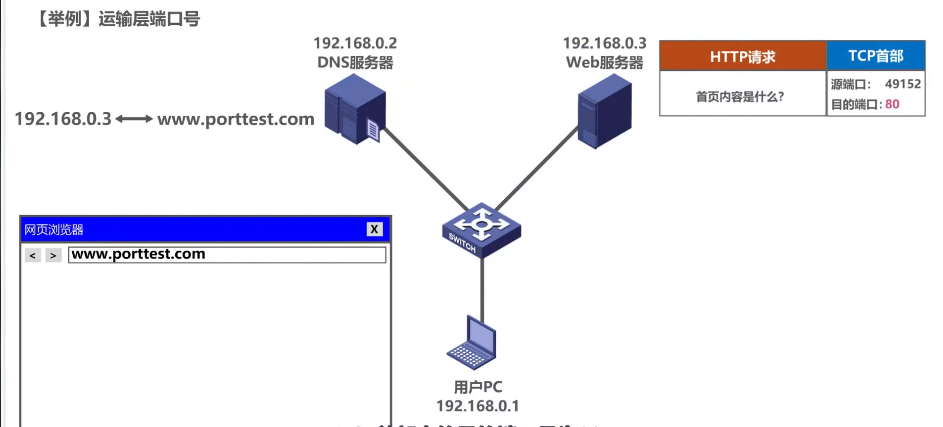 【举例】运输层端口号
192.168.0.2
DNS服务器
192.168.0.3
Web服务器
HTTP请求
TCP首部
首页内容是什么？
源端口： 49152
目的端口：80
192.168.0.3
www.porttest.com
网页浏览器
X
<
>
www.porttest.com
SWITCH
用户PC
192.168.0.1